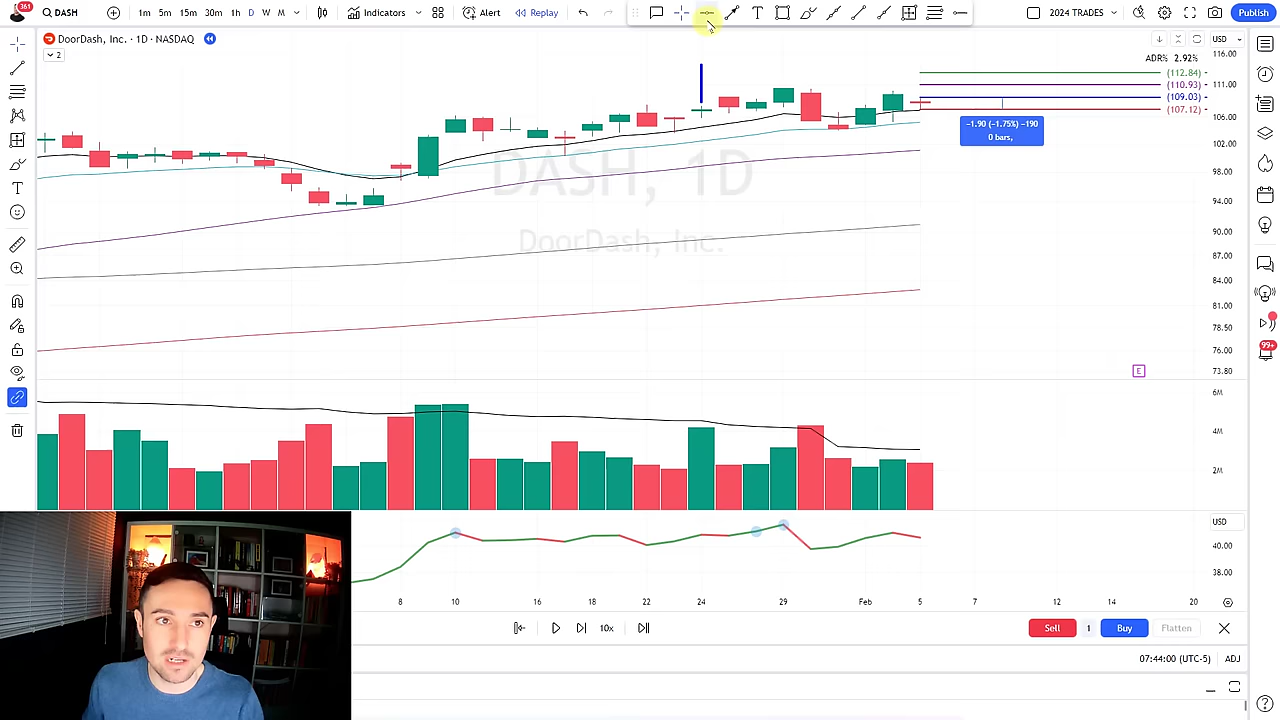 361
DASH
1m 5m 15m 30m 1h D W M
Indicators
Alert
Replay
2024 TRADES
Publish
DoorDash, Inc. · 1D · NASDAQ
USD
2
ADR% 2.92%
116.00
(112.84)
111.00
(110.93)
(109.03)
(107.12)
106.00
−1.90 (−1.75%) −190
0 bars,
102.00
98.00
94.00
90.00
87.00
84.00
81.00
78.50
76.00
73.80
DASH, 1D
DoorDash, Inc.
E
99+
6M
4M
2M
USD
40.00
38.00
8 10 16 18 22 24 29 Feb 5 7 12 14 20
10x
Sell 1 Buy Flatten
07:44:00 (UTC-5) ADJ